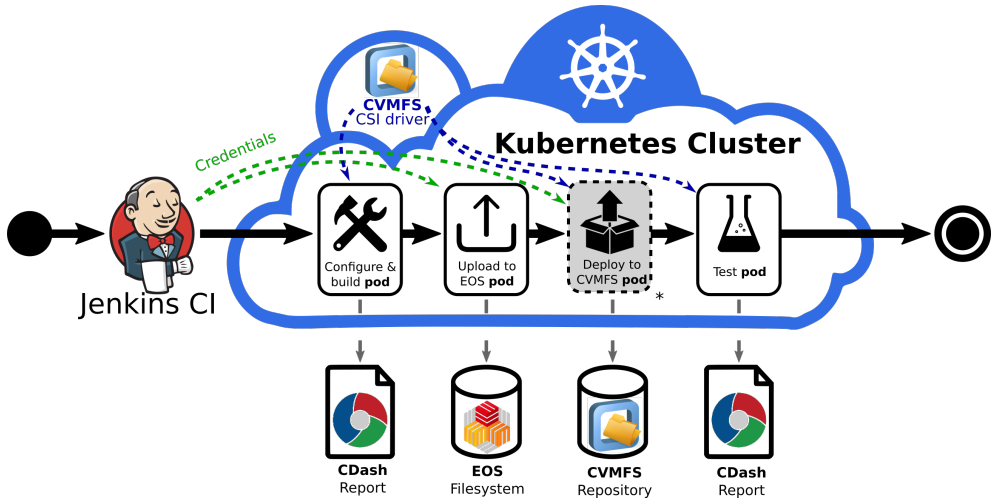 CVMFS
CSI driver
Kubernetes Cluster
Credentials
Jenkins CI
Configure &
build pod
Upload to
EOS pod
Deploy to
CVMFS pod
*
Test pod
CDash
Report
EOS
Filesystem
CVMFS
Repository
CDash
Report